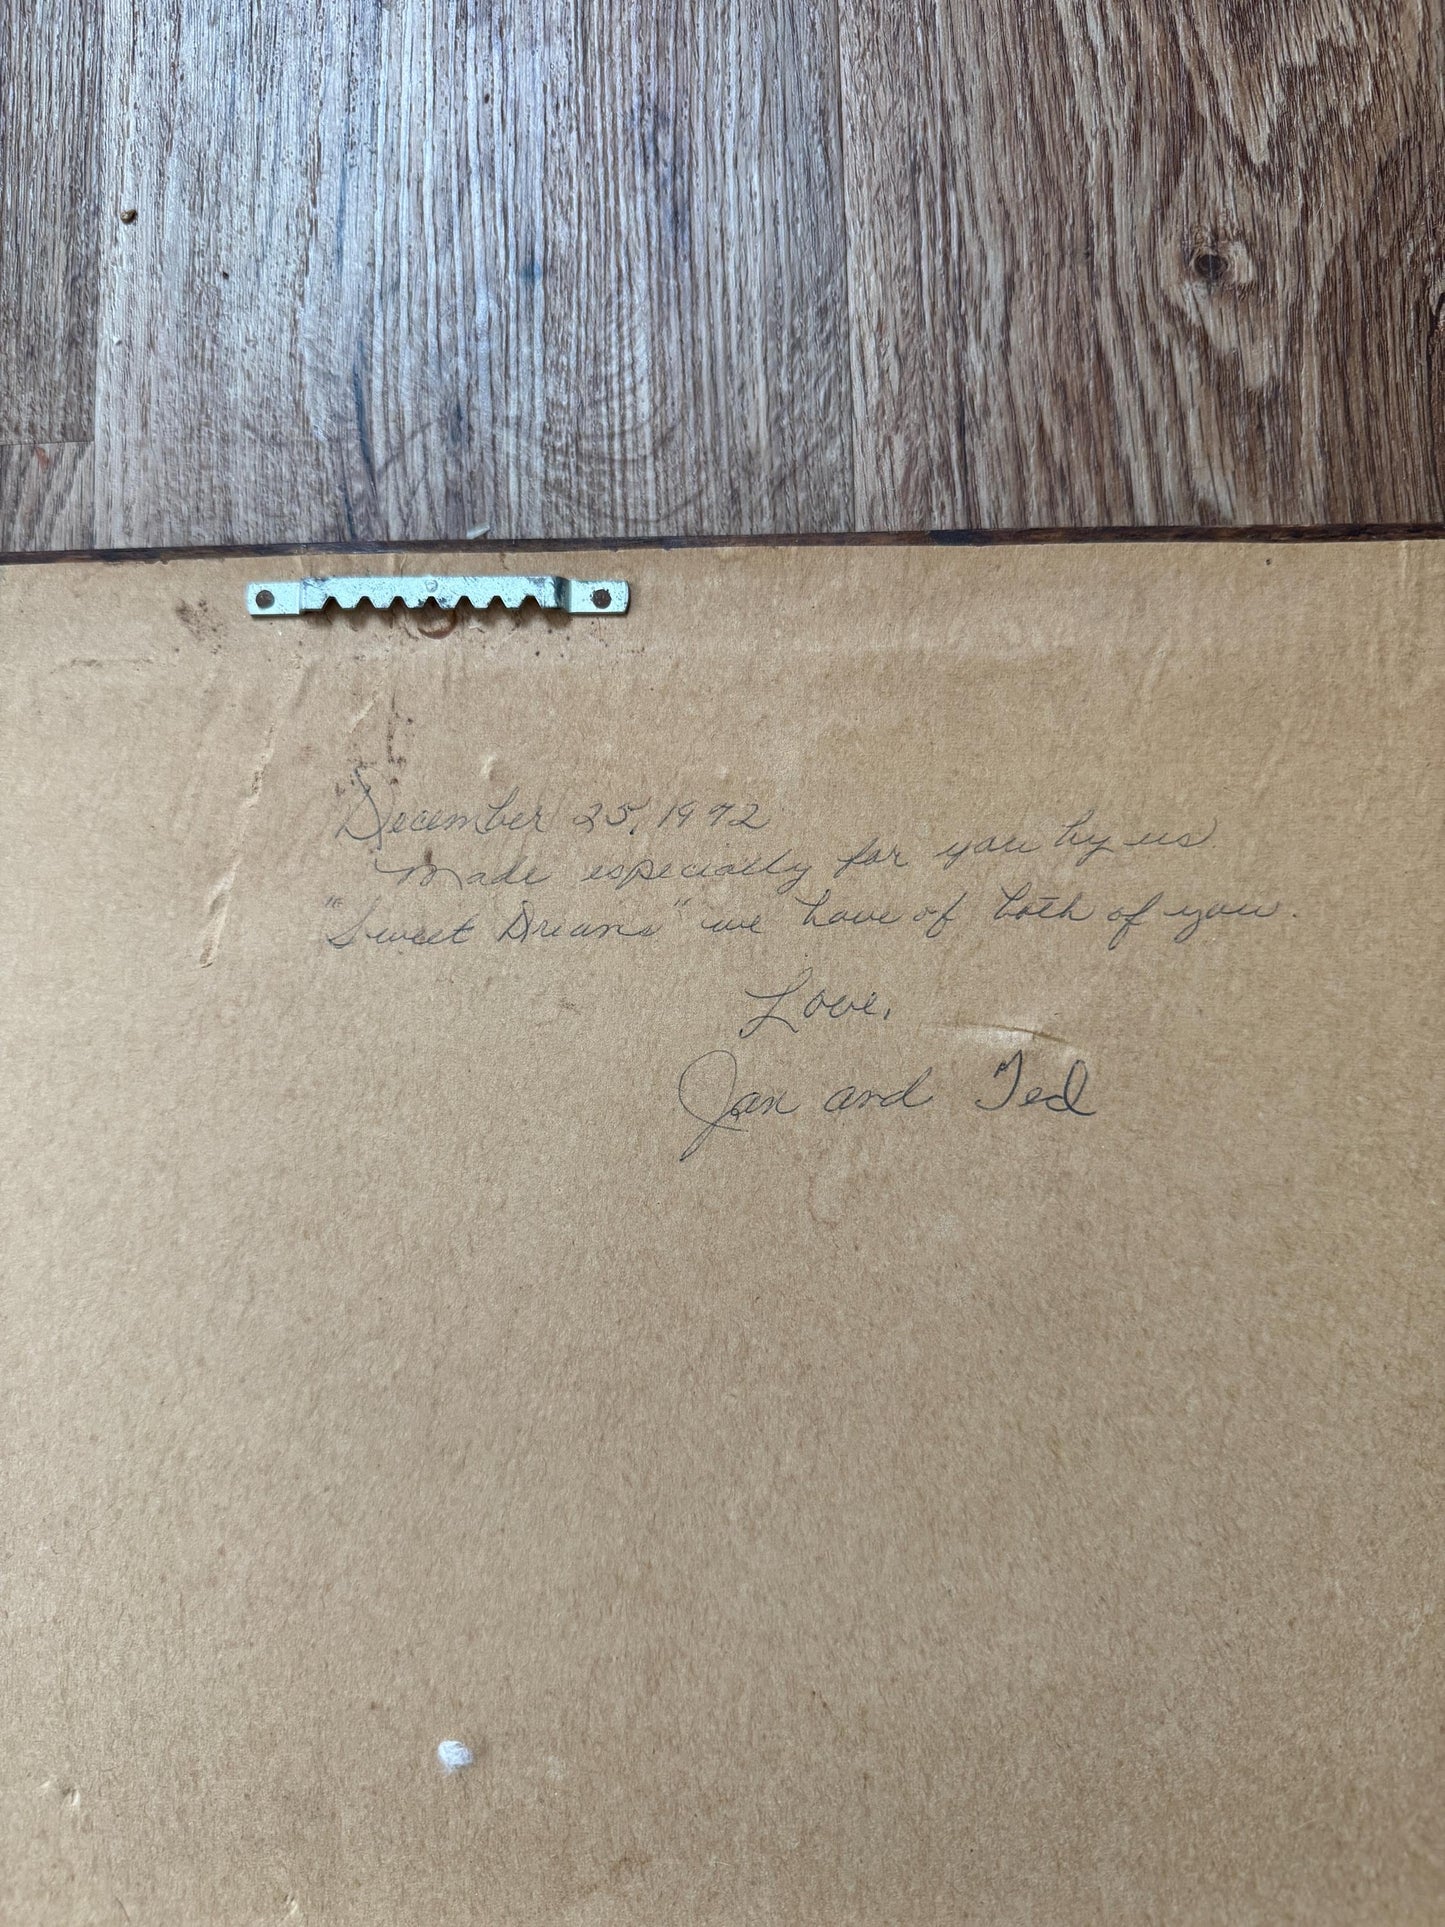 December 25, 1972
Made especially for you by us.
"Sweet Dreams" we have of both of you.
Love,
Jan and Ted